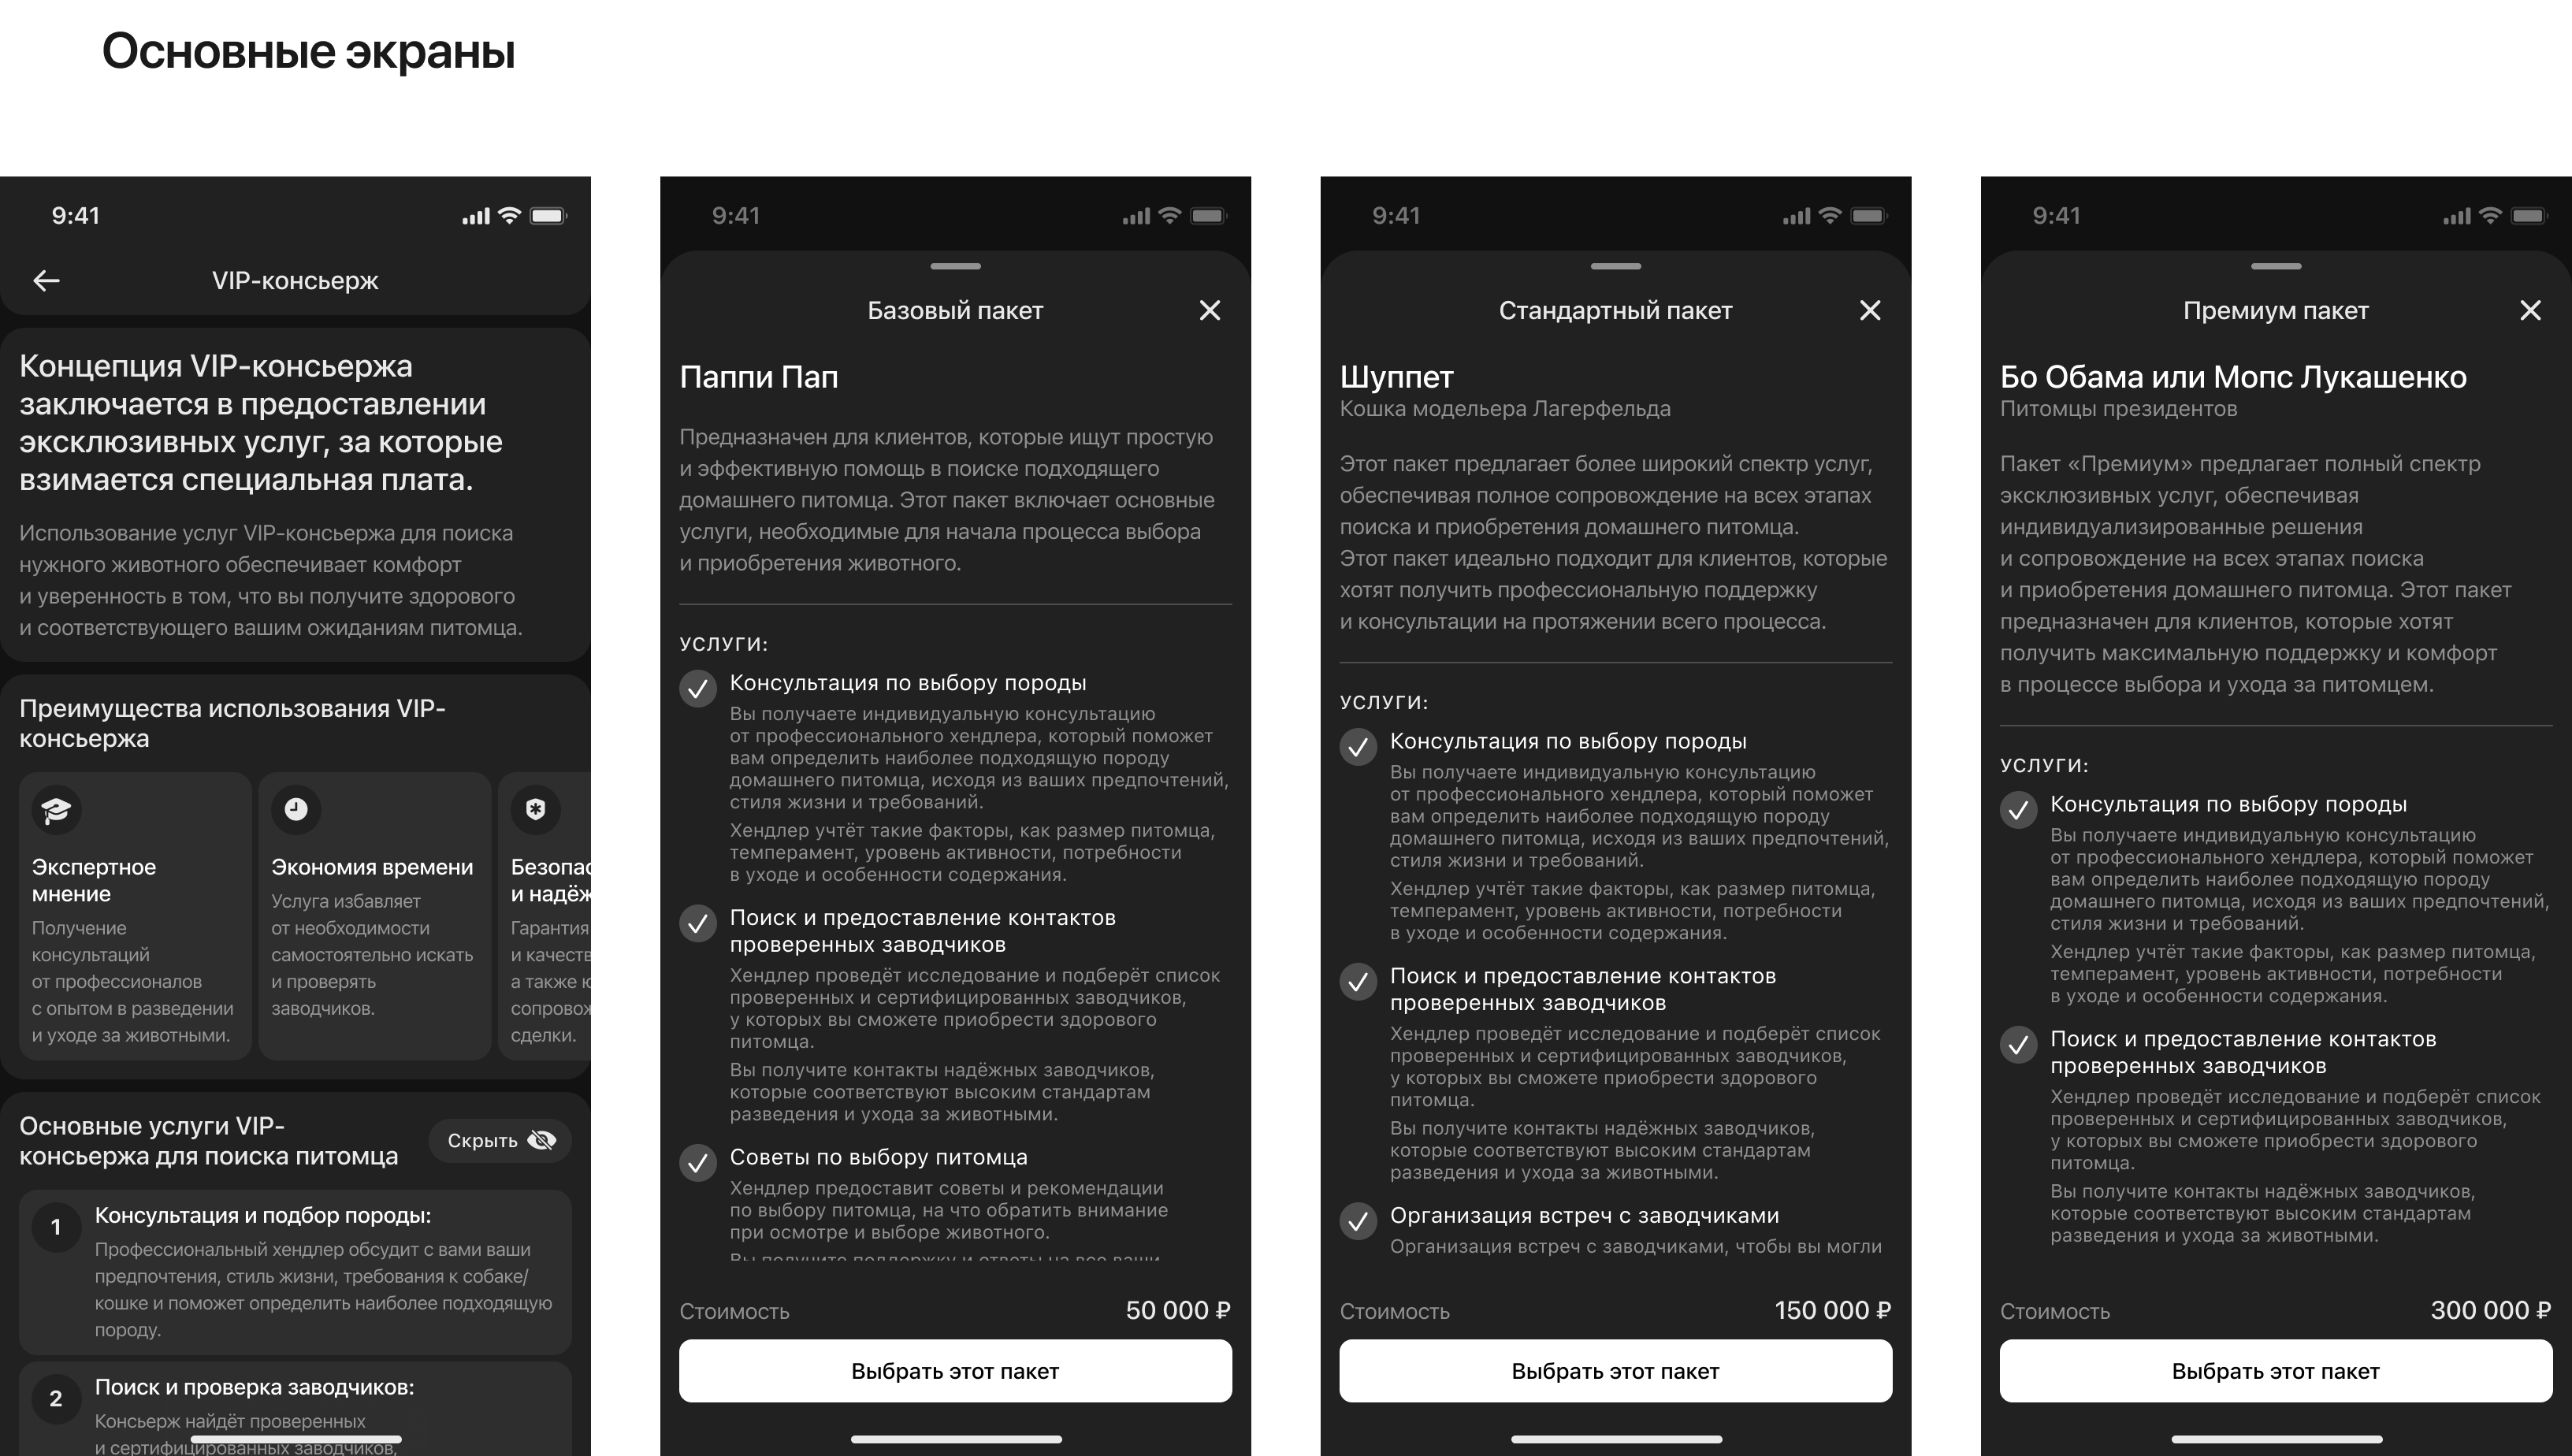 Основные экраны
9:41
VIP-консьерж
Концепция VIP-консьержа
заключается в предоставлении
эксклюзивных услуг, за которые
взимается специальная плата.
Использование услуг VIP-консьержа для поиска
нужного животного обеспечивает комфорт
и уверенность в том, что вы получите здорового
и соответствующего вашим ожиданиям питомца.
Преимущества использования VIP-
консьержа
Экспертное
мнение
Получение
консультаций
от профессионалов
с опытом в разведении
и уходе за животными.
Экономия времени
Услуга избавляет
от необходимости
самостоятельно искать
и проверять
заводчиков.
Безопас
и надёж
Гарантия
и качеств
а также ю
сопровож
сделки.
Основные услуги VIP-
консьержа для поиска питомца
Скрыть
1
Консультация и подбор породы:
Профессиональный хендлер обсудит с вами ваши
предпочтения, стиль жизни, требования к собаке/
кошке и поможет определить наиболее подходящую
породу.
2
Поиск и проверка заводчиков:
Консьерж найдёт проверенных
и сертифицированных заводчиков,
9:41
Базовый пакет
Паппи Пап
Предназначен для клиентов, которые ищут простую
и эффективную помощь в поиске подходящего
домашнего питомца. Этот пакет включает основные
услуги, необходимые для начала процесса выбора
и приобретения животного.
УСЛУГИ:
Консультация по выбору породы
Вы получаете индивидуальную консультацию
от профессионального хендлера, который поможет
вам определить наиболее подходящую породу
домашнего питомца, исходя из ваших предпочтений,
стиля жизни и требований.
Хендлер учтёт такие факторы, как размер питомца,
темперамент, уровень активности, потребности
в уходе и особенности содержания.
Поиск и предоставление контактов
проверенных заводчиков
Хендлер проведёт исследование и подберёт список
проверенных и сертифицированных заводчиков,
у которых вы сможете приобрести здорового
питомца.
Вы получите контакты надёжных заводчиков,
которые соответствуют высоким стандартам
разведения и ухода за животными.
Советы по выбору питомца
Хендлер предоставит советы и рекомендации
по выбору питомца, на что обратить внимание
при осмотре и выборе животного.
Вы получите поддержку и ответы на все ваши
Стоимость
50 000 ₽
Выбрать этот пакет
9:41
Стандартный пакет
Шуппет
Кошка модельера Лагерфельда
Этот пакет предлагает более широкий спектр услуг,
обеспечивая полное сопровождение на всех этапах
поиска и приобретения домашнего питомца.
Этот пакет идеально подходит для клиентов, которые
хотят получить профессиональную поддержку
и консультации на протяжении всего процесса.
УСЛУГИ:
Консультация по выбору породы
Вы получаете индивидуальную консультацию
от профессионального хендлера, который поможет
вам определить наиболее подходящую породу
домашнего питомца, исходя из ваших предпочтений,
стиля жизни и требований.
Хендлер учтёт такие факторы, как размер питомца,
темперамент, уровень активности, потребности
в уходе и особенности содержания.
Поиск и предоставление контактов
проверенных заводчиков
Хендлер проведёт исследование и подберёт список
проверенных и сертифицированных заводчиков,
у которых вы сможете приобрести здорового
питомца.
Вы получите контакты надёжных заводчиков,
которые соответствуют высоким стандартам
разведения и ухода за животными.
Организация встреч с заводчиками
Организация встреч с заводчиками, чтобы вы могли
Стоимость
150 000 ₽
Выбрать этот пакет
9:41
Премиум пакет
Бо Обама или Мопс Лукашенко
Питомцы президентов
Пакет «Премиум» предлагает полный спектр
эксклюзивных услуг, обеспечивая
индивидуализированные решения
и сопровождение на всех этапах поиска
и приобретения домашнего питомца. Этот пакет
предназначен для клиентов, которые хотят
получить максимальную поддержку и комфорт
в процессе выбора и ухода за питомцем.
УСЛУГИ:
Консультация по выбору породы
Вы получаете индивидуальную консультацию
от профессионального хендлера, который поможет
вам определить наиболее подходящую породу
домашнего питомца, исходя из ваших предпочтений,
стиля жизни и требований.
Хендлер учтёт такие факторы, как размер питомца,
темперамент, уровень активности, потребности
в уходе и особенности содержания.
Поиск и предоставление контактов
проверенных заводчиков
Хендлер проведёт исследование и подберёт список
проверенных и сертифицированных заводчиков,
у которых вы сможете приобрести здорового
питомца.
Вы получите контакты надёжных заводчиков,
которые соответствуют высоким стандартам
разведения и ухода за животными.
Стоимость
300 000 ₽
Выбрать этот пакет